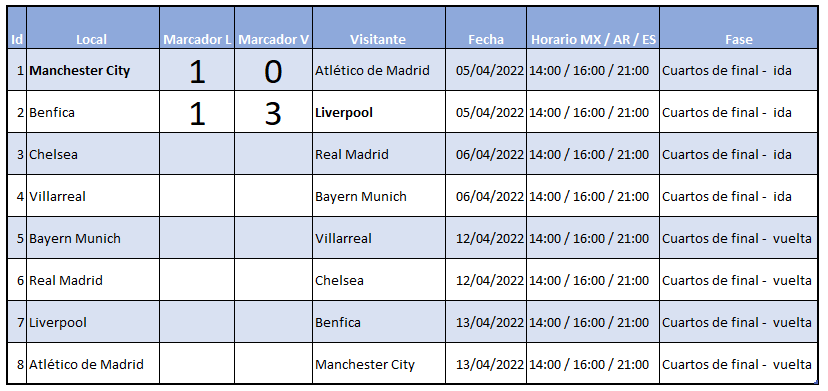 Id Local Marcador L Marcador V Visitante Fecha Horario MX / AR / ES Fase
1 Manchester City 1 0 Atlético de Madrid 05/04/2022 14:00 / 16:00 / 21:00 Cuartos de final - ida
2 Benfica 1 3 Liverpool 05/04/2022 14:00 / 16:00 / 21:00 Cuartos de final - ida
3 Chelsea Real Madrid 06/04/2022 14:00 / 16:00 / 21:00 Cuartos de final - ida
4 Villarreal Bayern Munich 06/04/2022 14:00 / 16:00 / 21:00 Cuartos de final - ida
5 Bayern Munich Villarreal 12/04/2022 14:00 / 16:00 / 21:00 Cuartos de final - vuelta
6 Real Madrid Chelsea 12/04/2022 14:00 / 16:00 / 21:00 Cuartos de final - vuelta
7 Liverpool Benfica 13/04/2022 14:00 / 16:00 / 21:00 Cuartos de final - vuelta
8 Atlético de Madrid Manchester City 13/04/2022 14:00 / 16:00 / 21:00 Cuartos de final - vuelta